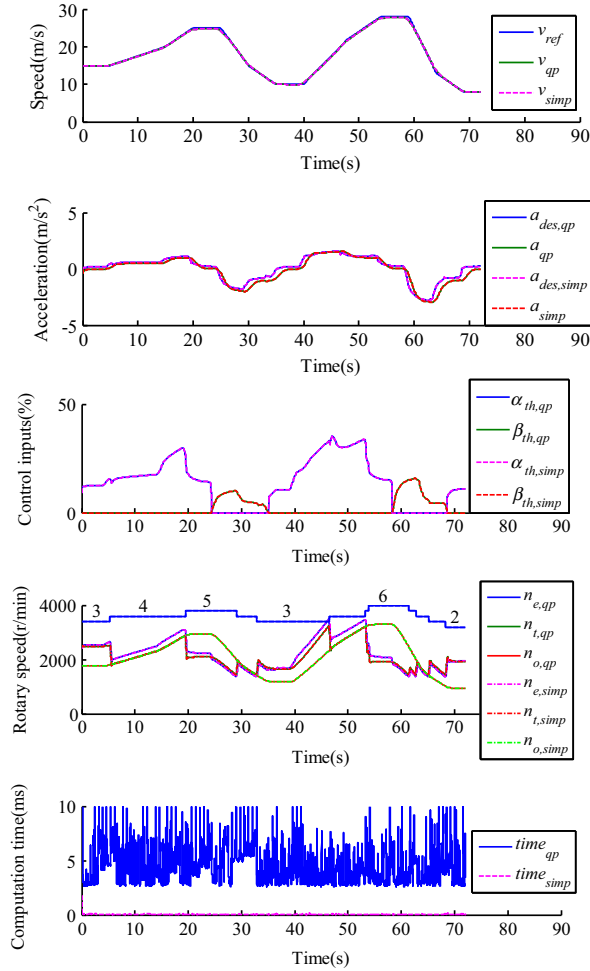 30
20
10
0
Speed(m/s)
0 10 20 30 40 50 60 70 80 90
Time(s)
v_ref
v_qp
v_simp
5
0
-5
Acceleration(m/s²)
0 10 20 30 40 50 60 70 80 90
Time(s)
a_des,qp
a_qp
a_des,simp
a_simp
50
0
Control inputs(%)
0 10 20 30 40 50 60 70 80 90
Time(s)
α_th,qp
β_th,qp
α_th,simp
β_th,simp
4000
2000
0
Rotary speed(r/min)
3 4 5 3 6 2
0 10 20 30 40 50 60 70 80 90
Time(s)
n_e,qp
n_t,qp
n_o,qp
n_e,simp
n_t,simp
n_o,simp
10
5
0
Computation time(ms)
0 10 20 30 40 50 60 70 80 90
Time(s)
time_qp
time_simp